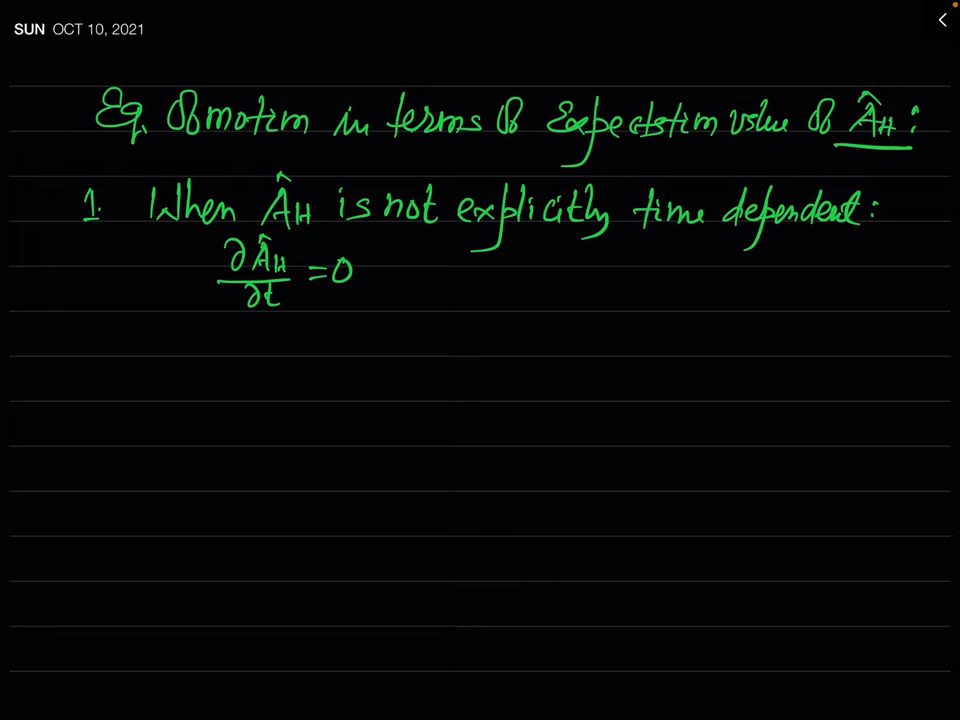 SUN OCT 10, 2021
Eq. Of motion in terms of Expectation value of Â_H :
1. When Â_H is not explicitly time dependent :
∂Â_H/∂t = 0